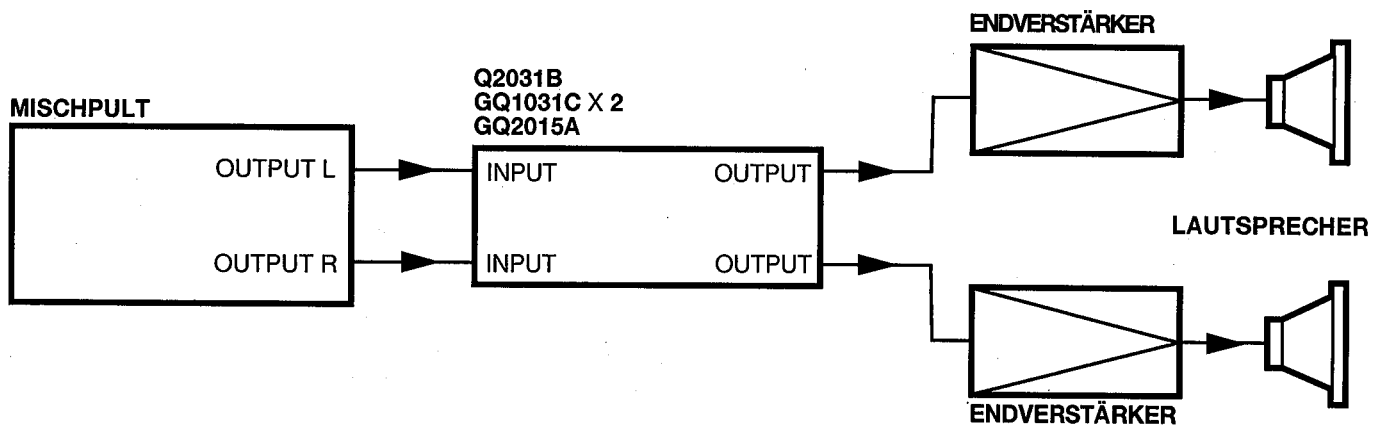 ENDVERSTÄRKER
Q2031B
GQ1031C X 2
GQ2015A
MISCHPULT
OUTPUT L
INPUT
OUTPUT
LAUTSPRECHER
OUTPUT R
INPUT
OUTPUT
ENDVERSTÄRKER